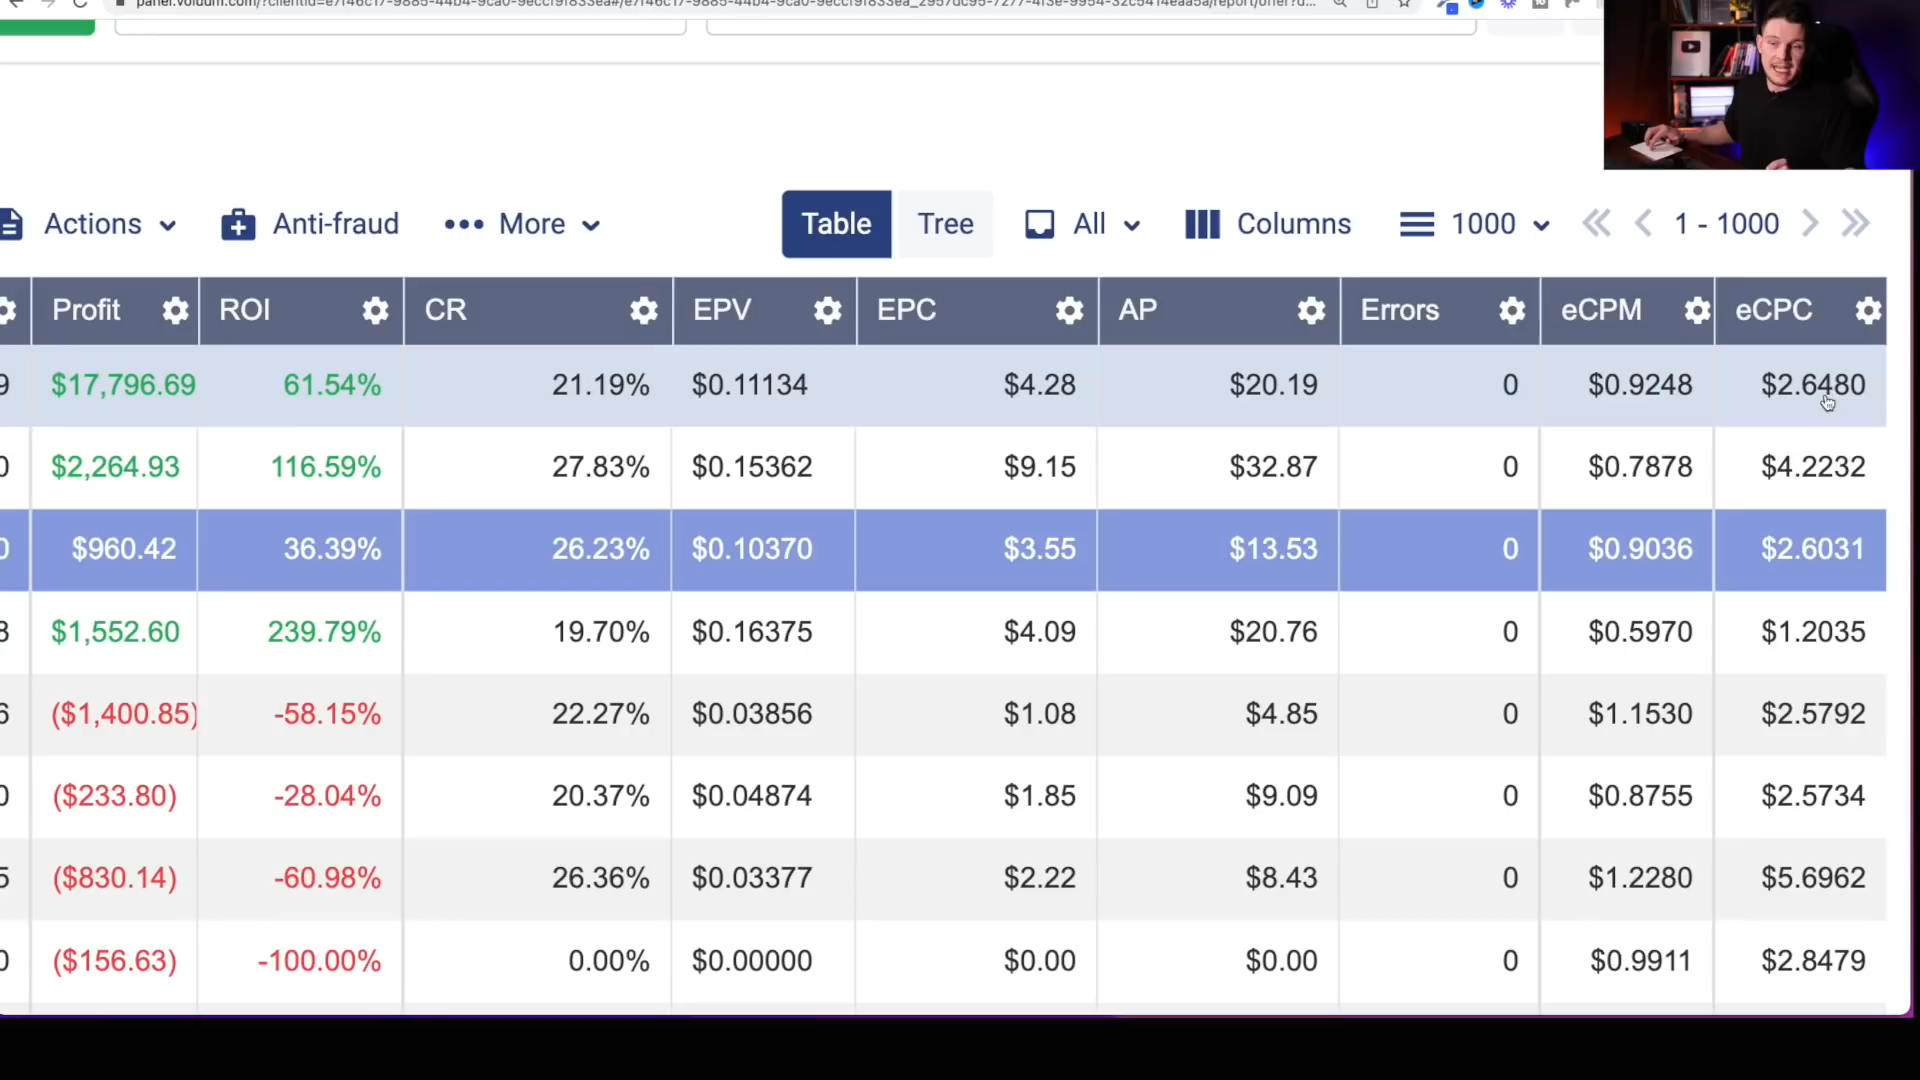 Actions Anti-fraud ••• More Table Tree All Columns 1000 1 - 1000
Profit ROI CR EPV EPC AP Errors eCPM eCPC
9 $17,796.69 61.54% 21.19% $0.11134 $4.28 $20.19 0 $0.9248 $2.6480
0 $2,264.93 116.59% 27.83% $0.15362 $9.15 $32.87 0 $0.7878 $4.2232
0 $960.42 36.39% 26.23% $0.10370 $3.55 $13.53 0 $0.9036 $2.6031
8 $1,552.60 239.79% 19.70% $0.16375 $4.09 $20.76 0 $0.5970 $1.2035
6 ($1,400.85) -58.15% 22.27% $0.03856 $1.08 $4.85 0 $1.1530 $2.5792
0 ($233.80) -28.04% 20.37% $0.04874 $1.85 $9.09 0 $0.8755 $2.5734
5 ($830.14) -60.98% 26.36% $0.03377 $2.22 $8.43 0 $1.2280 $5.6962
0 ($156.63) -100.00% 0.00% $0.00000 $0.00 $0.00 0 $0.9911 $2.8479